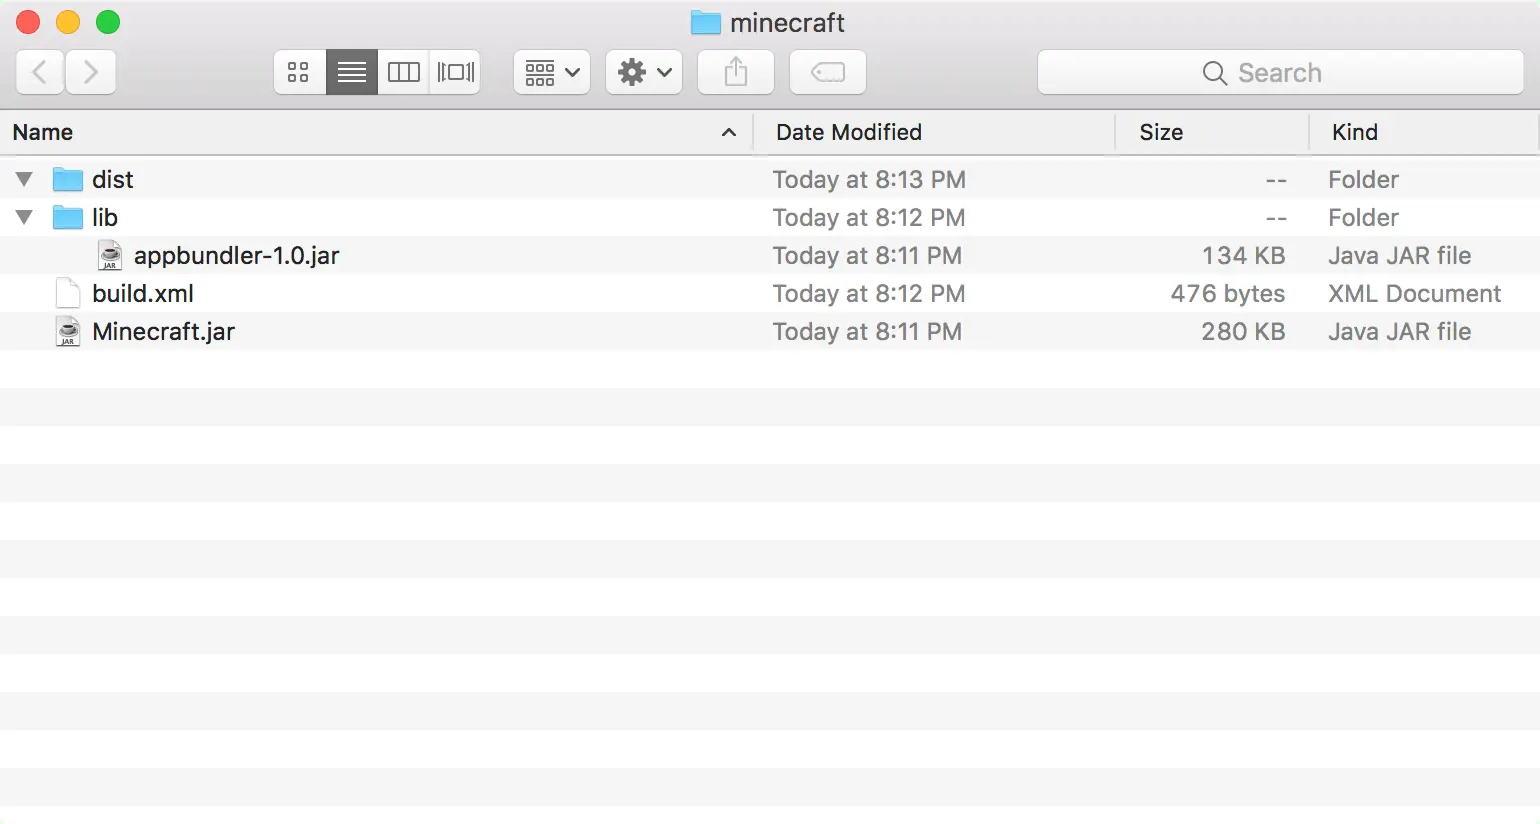 minecraft
Search
Name Date Modified Size Kind
dist Today at 8:13 PM -- Folder
lib Today at 8:12 PM -- Folder
JAR appbundler-1.0.jar Today at 8:11 PM 134 KB Java JAR file
build.xml Today at 8:12 PM 476 bytes XML Document
JAR Minecraft.jar Today at 8:11 PM 280 KB Java JAR file